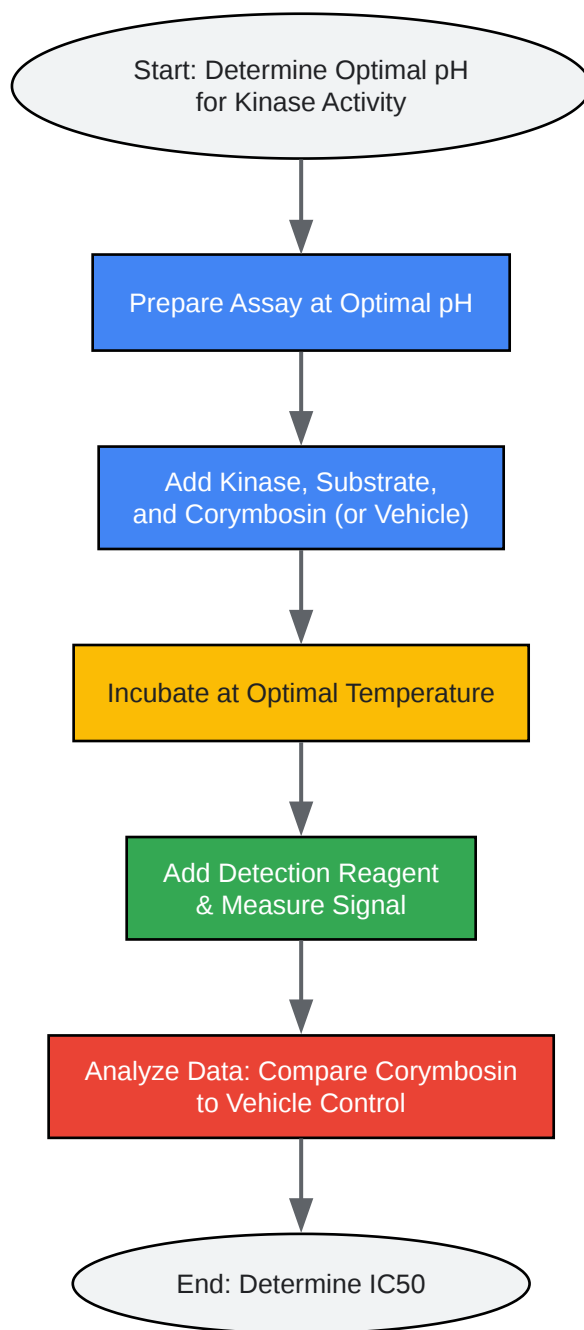 Start: Determine Optimal pH
for Kinase Activity
Prepare Assay at Optimal pH
Add Kinase, Substrate,
and Corymbosin (or Vehicle)
Incubate at Optimal Temperature
Add Detection Reagent
& Measure Signal
Analyze Data: Compare Corymbosin
to Vehicle Control
End: Determine IC50